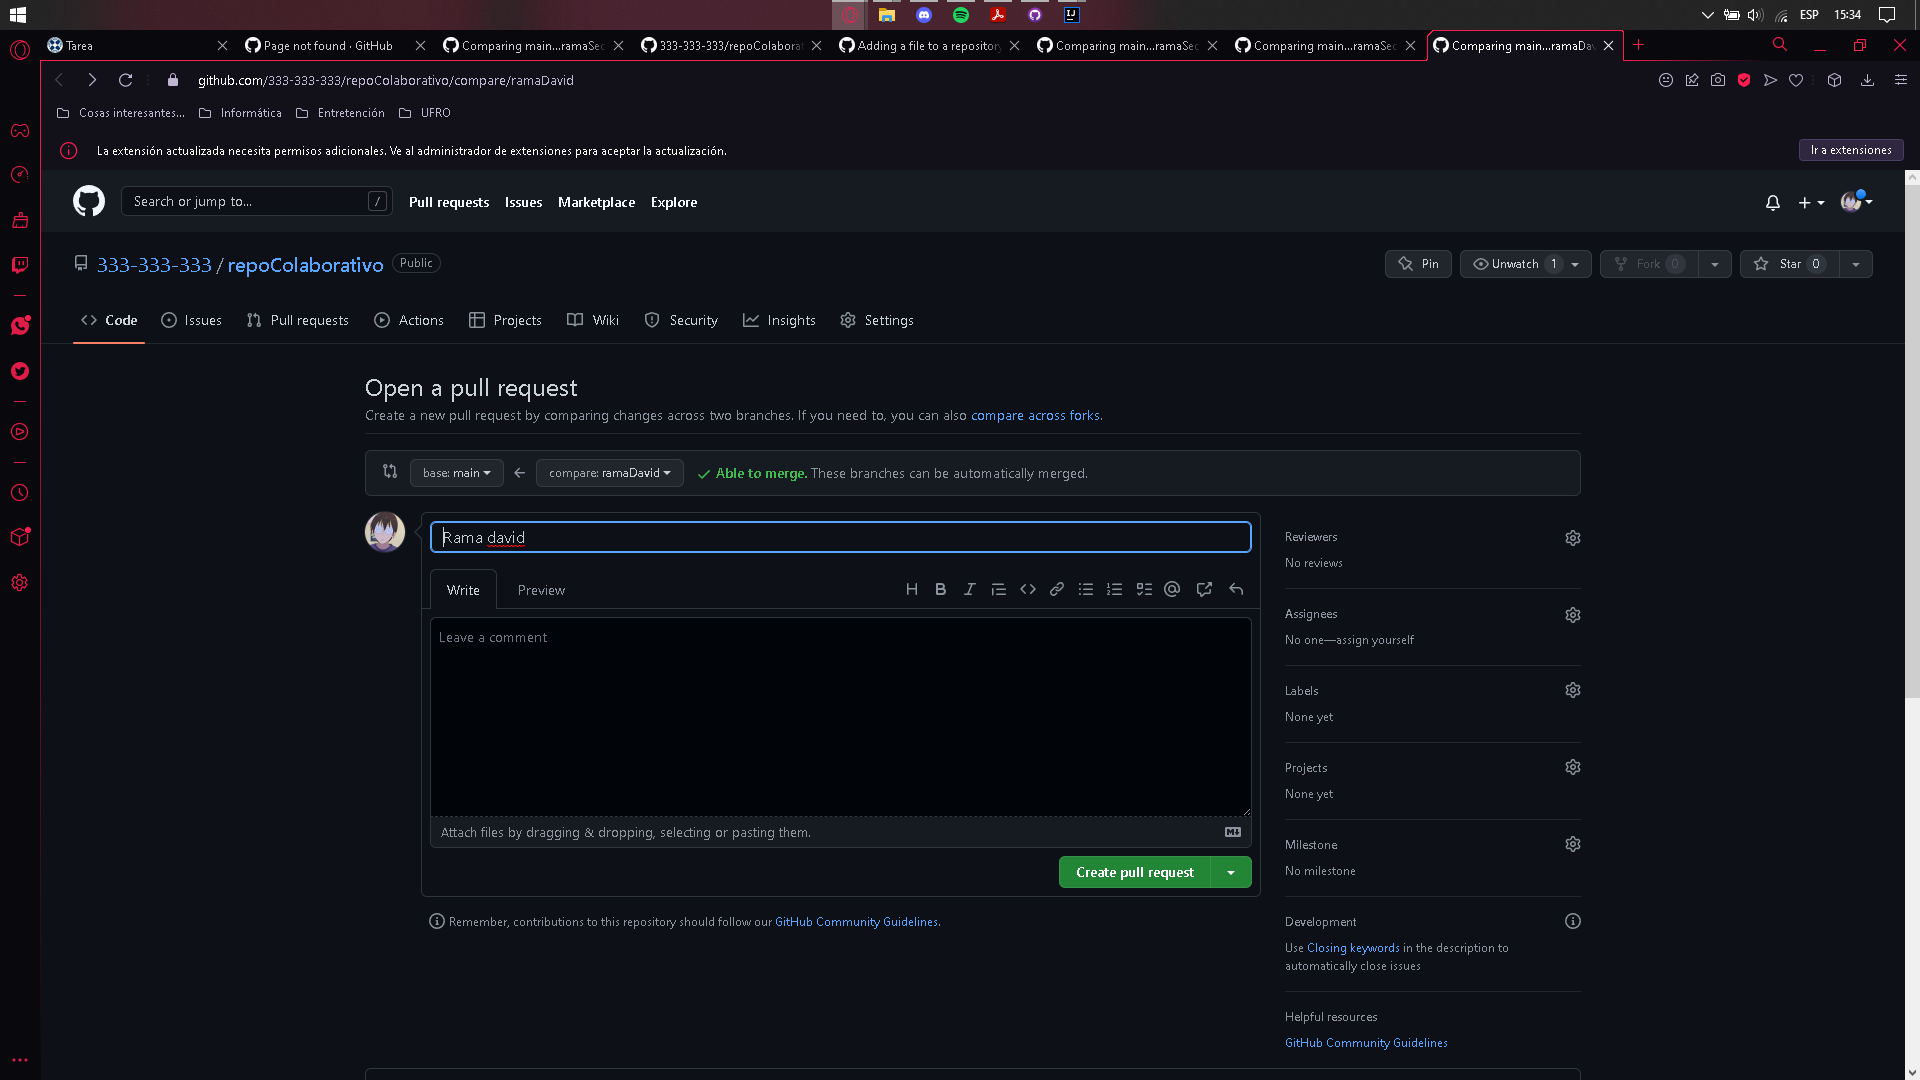 ESP 15:34
Tarea
Page not found · GitHub
Comparing main...ramaSec
333-333-333/repoColaborat
Adding a file to a repository
Comparing main...ramaSec
Comparing main...ramaSec
Comparing main...ramaDav
github.com/333-333-333/repoColaborativo/compare/ramaDavid
Cosas interesantes... Informática Entretención UFRO
La extensión actualizada necesita permisos adicionales. Ve al administrador de extensiones para aceptar la actualización.
Ir a extensiones
Search or jump to... /
Pull requests Issues Marketplace Explore
333-333-333 / repoColaborativo Public
Pin Unwatch 1 Fork 0 Star 0
Code Issues Pull requests Actions Projects Wiki Security Insights Settings
Open a pull request
Create a new pull request by comparing changes across two branches. If you need to, you can also compare across forks.
base: main compare: ramaDavid Able to merge. These branches can be automatically merged.
Rama david
Write Preview
Leave a comment
Attach files by dragging & dropping, selecting or pasting them.
Create pull request
Remember, contributions to this repository should follow our GitHub Community Guidelines.
Reviewers
No reviews
Assignees
No one—assign yourself
Labels
None yet
Projects
None yet
Milestone
No milestone
Development
Use Closing keywords in the description to
automatically close issues
Helpful resources
GitHub Community Guidelines